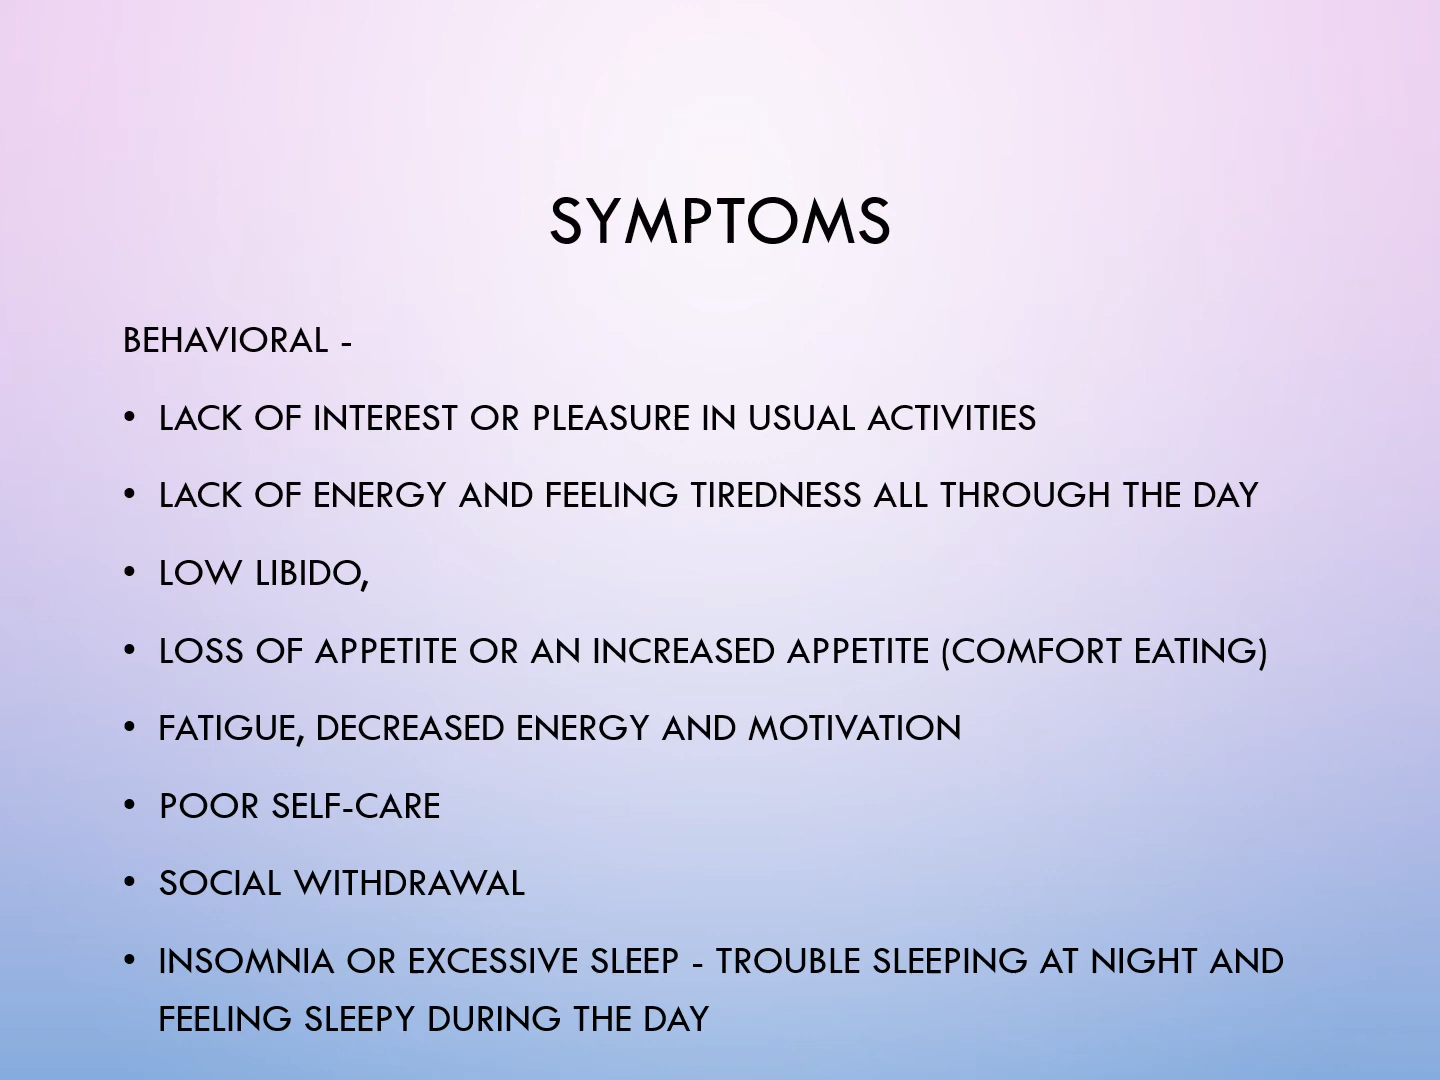 SYMPTOMS
BEHAVIORAL -
• LACK OF INTEREST OR PLEASURE IN USUAL ACTIVITIES
• LACK OF ENERGY AND FEELING TIREDNESS ALL THROUGH THE DAY
• LOW LIBIDO,
• LOSS OF APPETITE OR AN INCREASED APPETITE (COMFORT EATING)
• FATIGUE, DECREASED ENERGY AND MOTIVATION
• POOR SELF-CARE
• SOCIAL WITHDRAWAL
• INSOMNIA OR EXCESSIVE SLEEP - TROUBLE SLEEPING AT NIGHT AND
FEELING SLEEPY DURING THE DAY